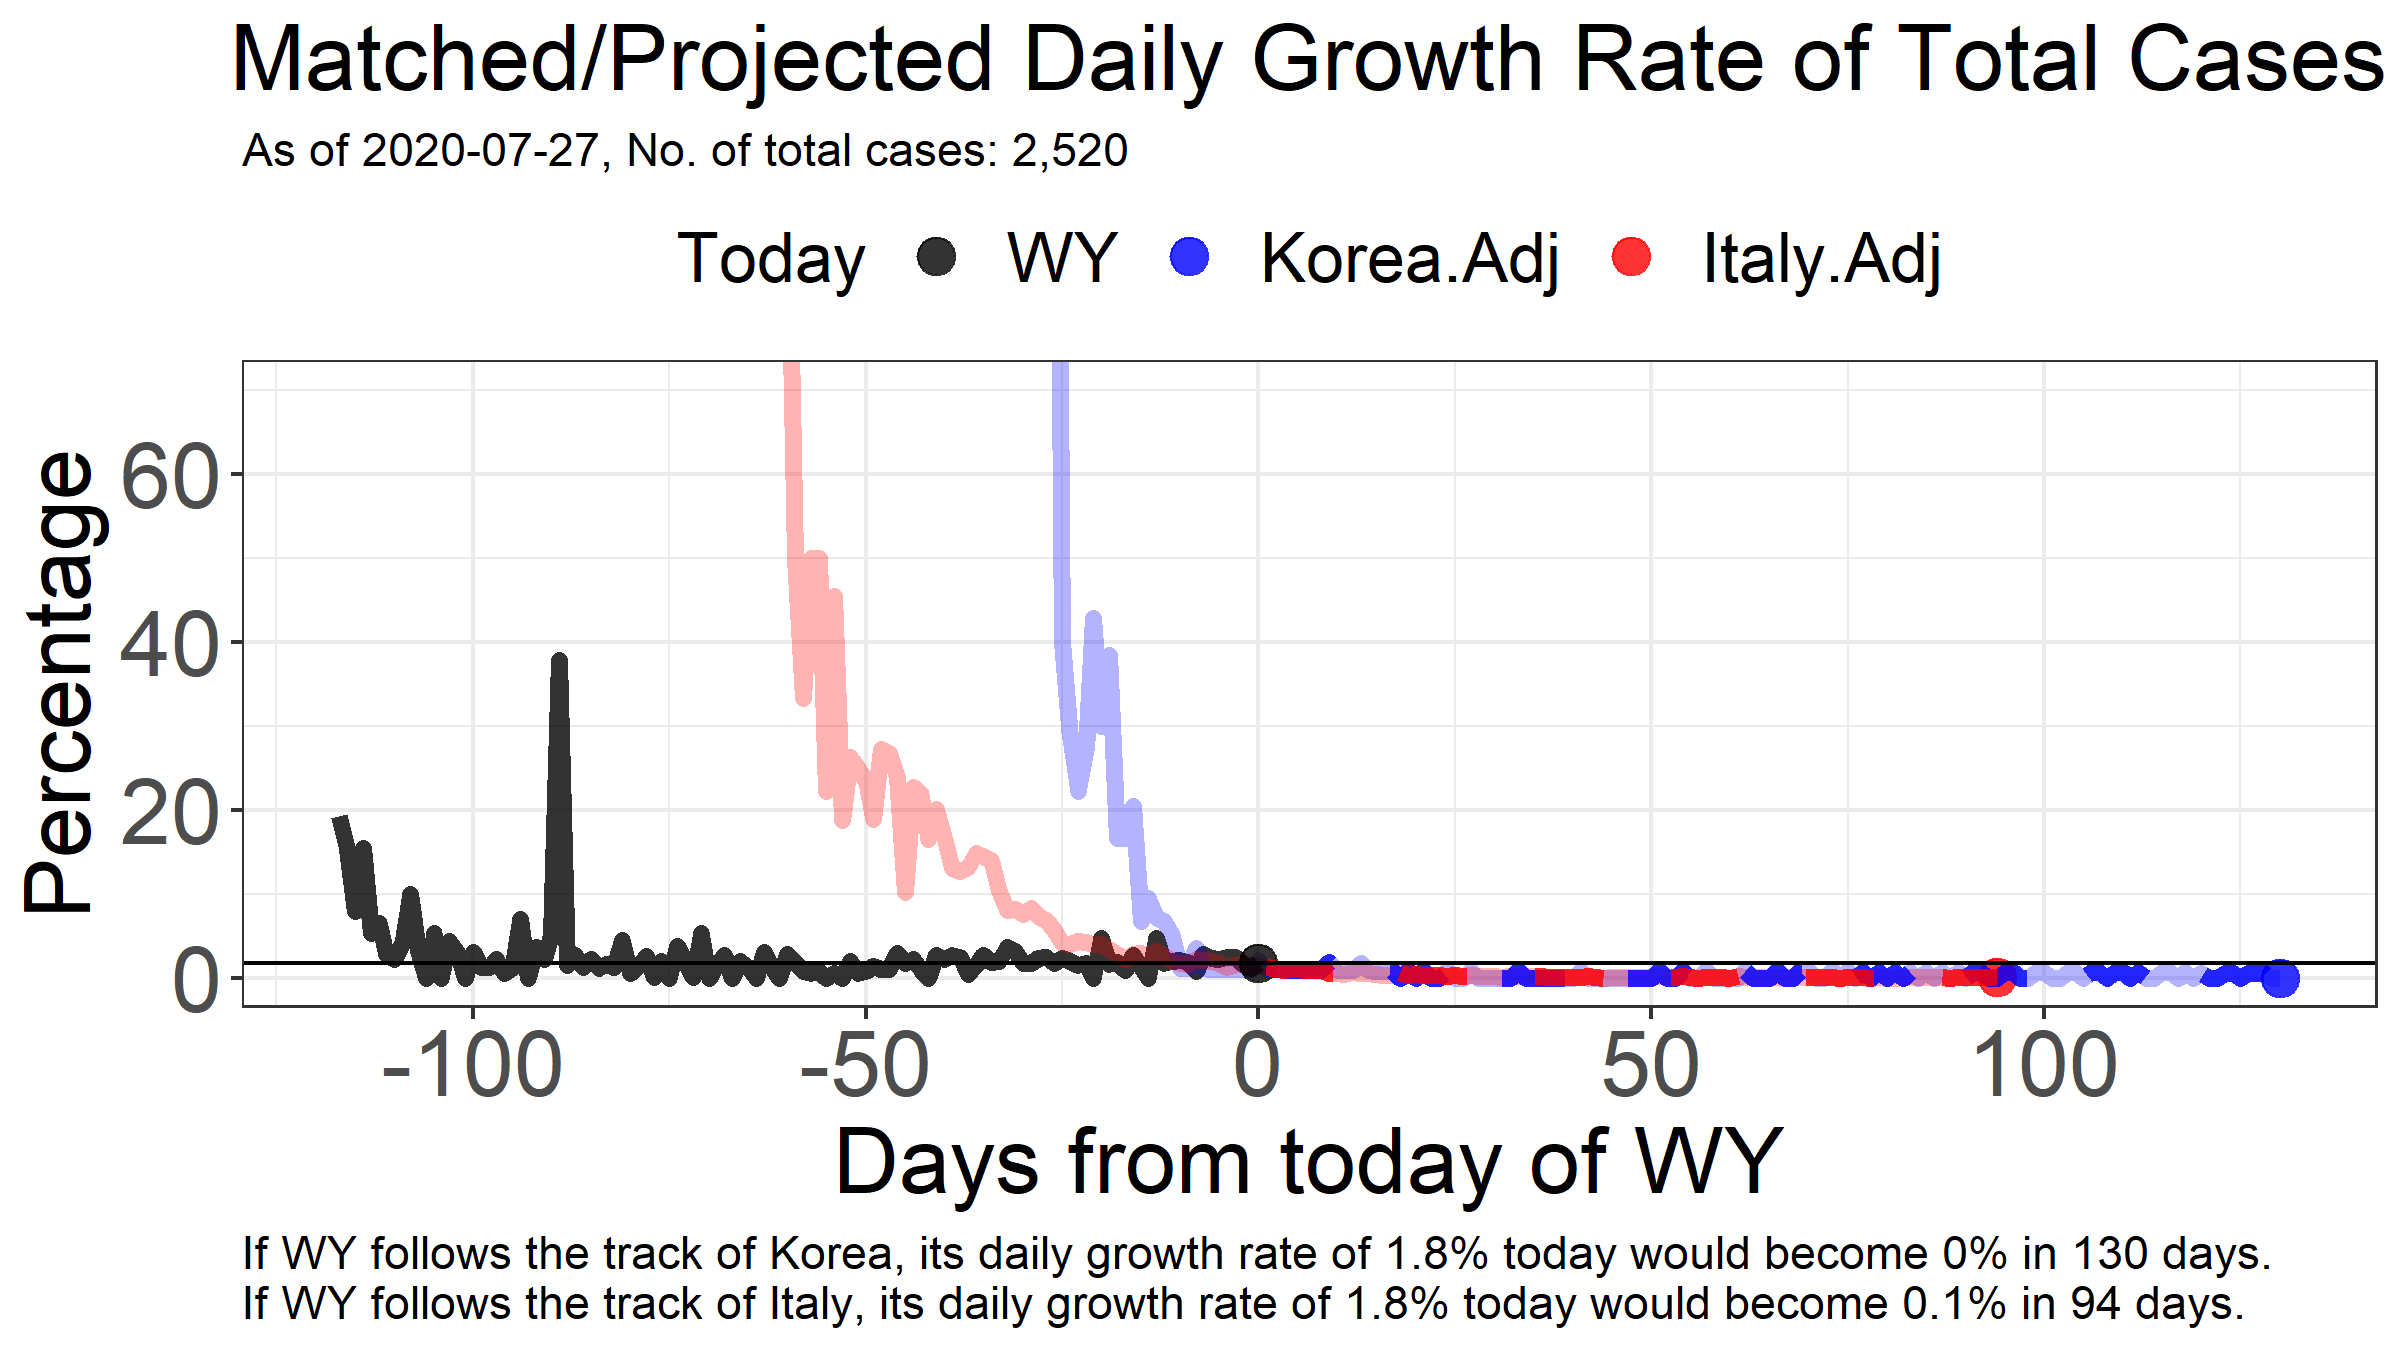 Matched/Projected Daily Growth Rate of Total Cases
As of 2020-07-27, No. of total cases: 2,520
Today WY Korea.Adj Italy.Adj
Percentage
60
40
20
0
-100 -50 0 50 100
Days from today of WY
If WY follows the track of Korea, its daily growth rate of 1.8% today would become 0% in 130 days.
If WY follows the track of Italy, its daily growth rate of 1.8% today would become 0.1% in 94 days.